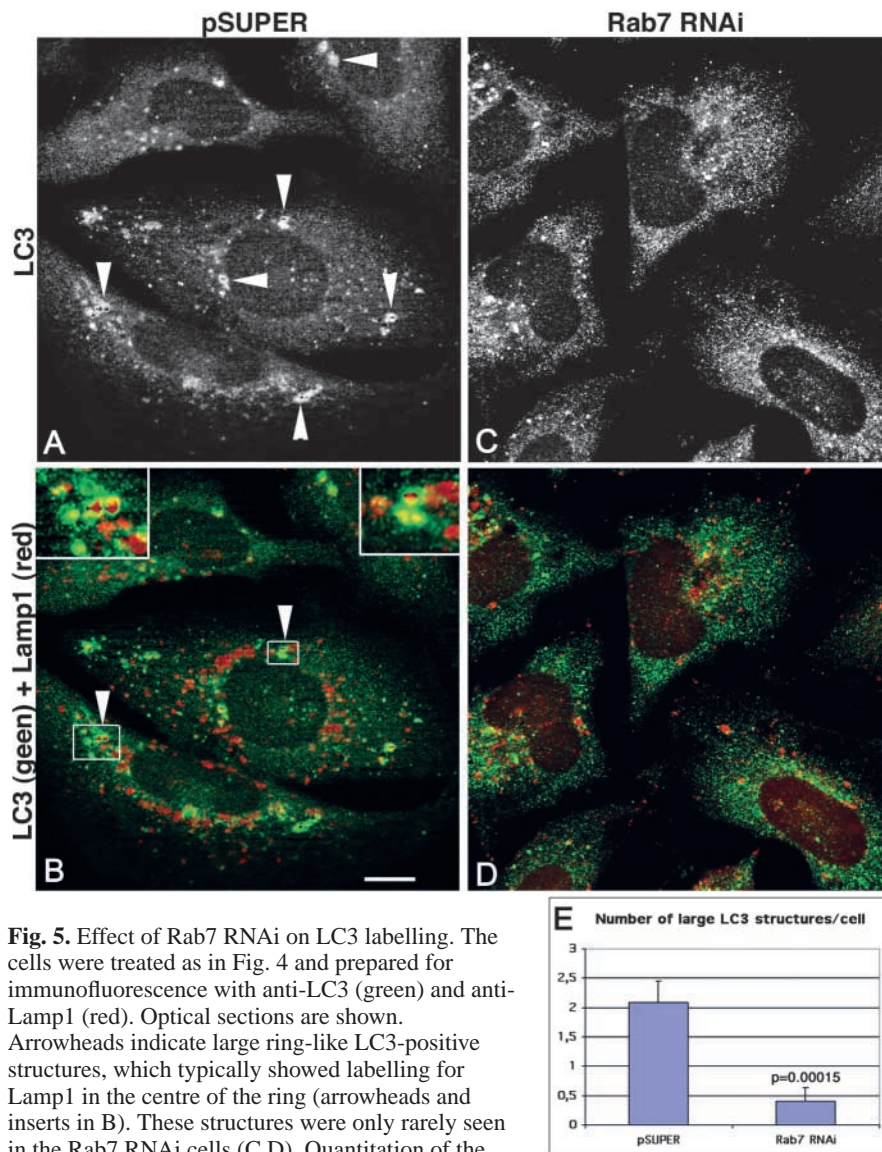 pSUPER
Rab7 RNAi
LC3
A
C
LC3 (geen) + Lamp1 (red)
B
D
Fig. 5. Effect of Rab7 RNAi on LC3 labelling. The
cells were treated as in Fig. 4 and prepared for
immunofluorescence with anti-LC3 (green) and anti-
Lamp1 (red). Optical sections are shown.
Arrowheads indicate large ring-like LC3-positive
structures, which typically showed labelling for
Lamp1 in the centre of the ring (arrowheads and
inserts in B). These structures were only rarely seen
in the Rab7 RNAi cells (C,D). Quantitation of the
E
Number of large LC3 structures/cell
3
2,5
2
1,5
1
0,5
0
p=0.00015
pSUPER
Rab7 RNAi